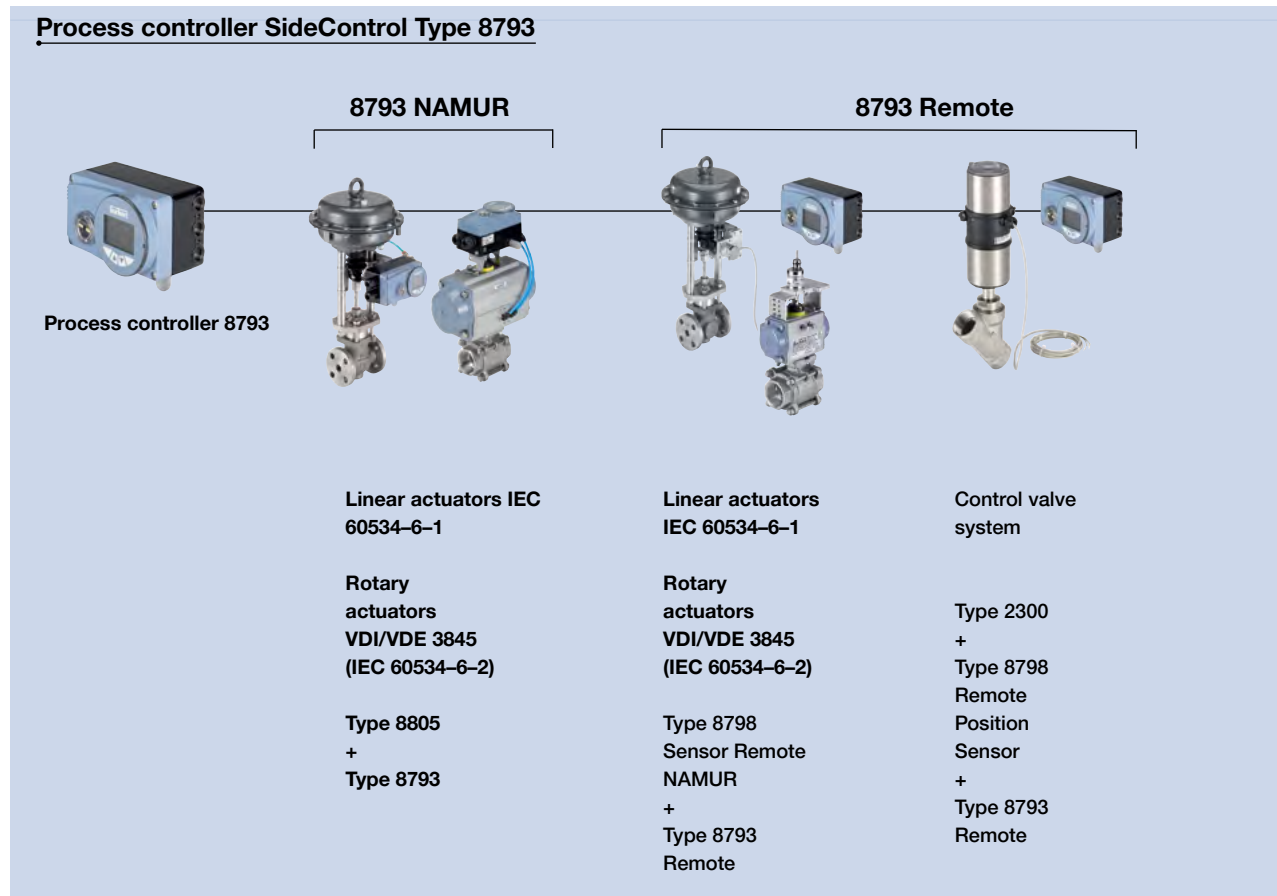 Process controller SideControl Type 8793
8793 NAMUR
8793 Remote
Process controller 8793
Linear actuators IEC
60534–6–1
Rotary
actuators
VDI/VDE 3845
(IEC 60534–6–2)
Type 8805
+
Type 8793
Linear actuators
IEC 60534–6–1
Rotary
actuators
VDI/VDE 3845
(IEC 60534–6–2)
Type 8798
Sensor Remote
NAMUR
+
Type 8793
Remote
Control valve
system
Type 2300
+
Type 8798
Remote
Position
Sensor
+
Type 8793
Remote